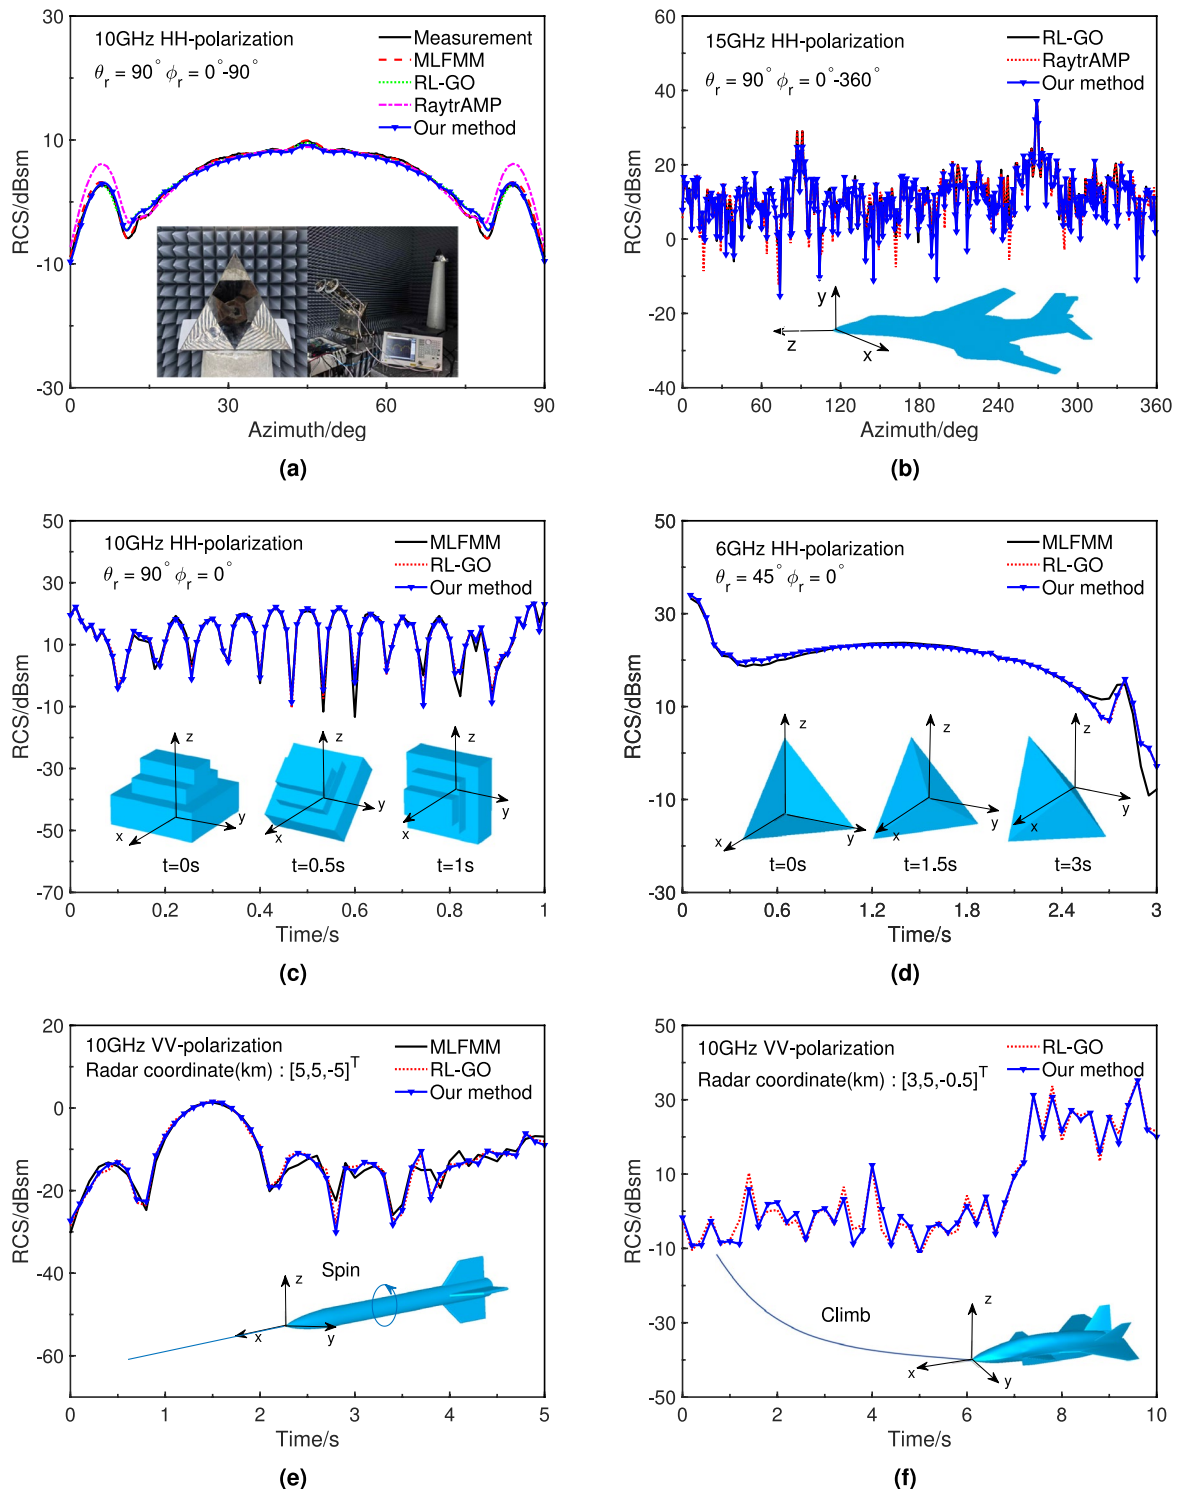 30
10
-10
-30
0
30
60
90
RCS/dBsm
Azimuth/deg
10GHz HH-polarization
θr = 90° ϕr = 0°-90°
Measurement
MLFMM
RL-GO
RaytrAMP
Our method
(a)
60
40
20
0
-20
-40
0
60
120
180
240
300
360
RCS/dBsm
Azimuth/deg
15GHz HH-polarization
θr = 90° ϕr = 0°-360°
RL-GO
RaytrAMP
Our method
y
z
x
(b)
50
30
10
-10
-30
-50
-70
0
0.2
0.4
0.6
0.8
1
RCS/dBsm
Time/s
10GHz HH-polarization
θr = 90° ϕr = 0°
MLFMM
RL-GO
Our method
z
x
y
z
x
y
z
x
y
t=0s
t=0.5s
t=1s
(c)
50
30
10
-10
-30
0
0.6
1.2
1.8
2.4
3
RCS/dBsm
Time/s
6GHz HH-polarization
θr = 45° ϕr = 0°
MLFMM
RL-GO
Our method
z
x
y
z
x
y
z
x
y
t=0s
t=1.5s
t=3s
(d)
20
0
-20
-40
-60
0
1
2
3
4
5
RCS/dBsm
Time/s
10GHz VV-polarization
Radar coordinate(km) : [5,5,-5]T
MLFMM
RL-GO
Our method
Spin
z
x
y
(e)
50
30
10
-10
-30
-50
0
2
4
6
8
10
RCS/dBsm
Time/s
10GHz VV-polarization
Radar coordinate(km) : [3,5,-0.5]T
RL-GO
Our method
Climb
z
x
y
(f)